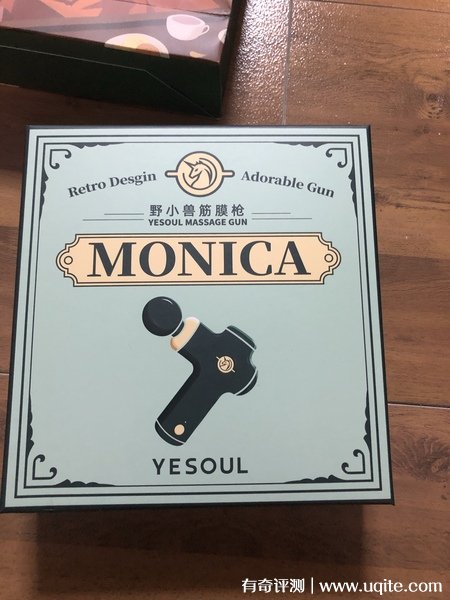 Retro Desgin Adorable Gun
野小兽筋膜枪
YESOUL MASSAGE GUN
MONICA
YESOUL
有奇评测 | www.uqite.com